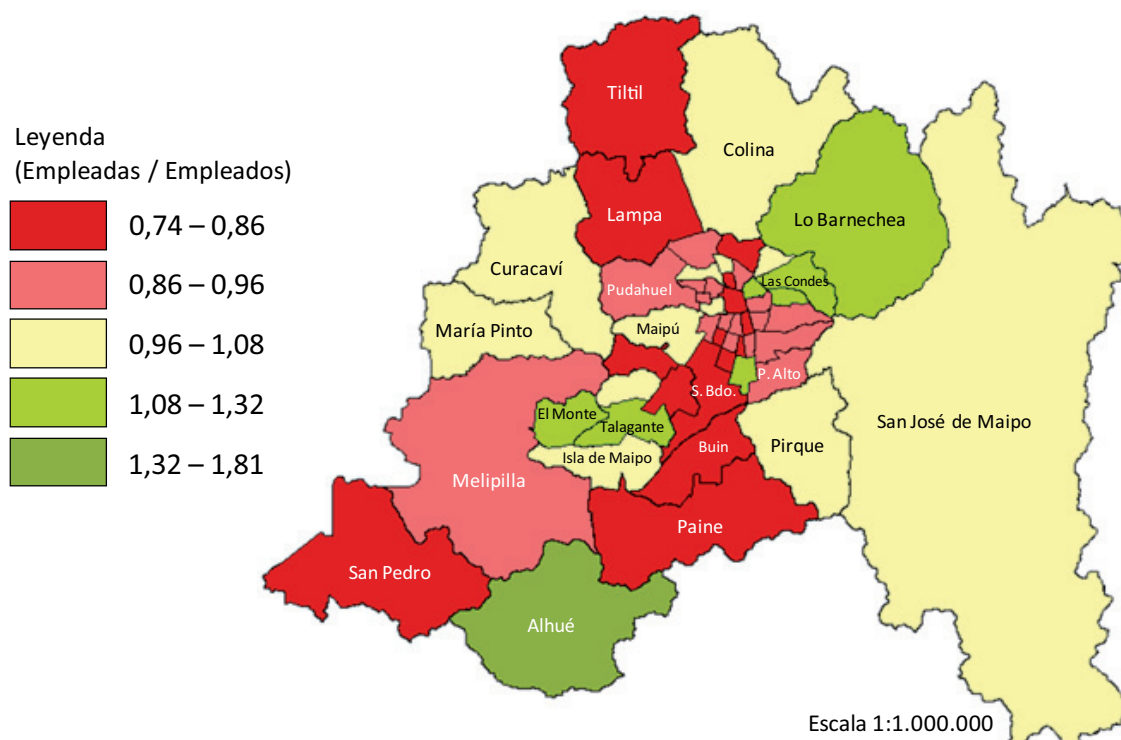 Leyenda
(Empleadas / Empleados)
0,74 – 0,86
0,86 – 0,96
0,96 – 1,08
1,08 – 1,32
1,32 – 1,81
Tiltil
Colina
Lampa
Lo Barnechea
Curacaví
Pudahuel
Las Condes
María Pinto
Maipú
P. Alto
S. Bdo.
El Monte
Talagante
San José de Maipo
Buin
Pirque
Isla de Maipo
Melipilla
Paine
San Pedro
Alhué
Escala 1:1.000.000